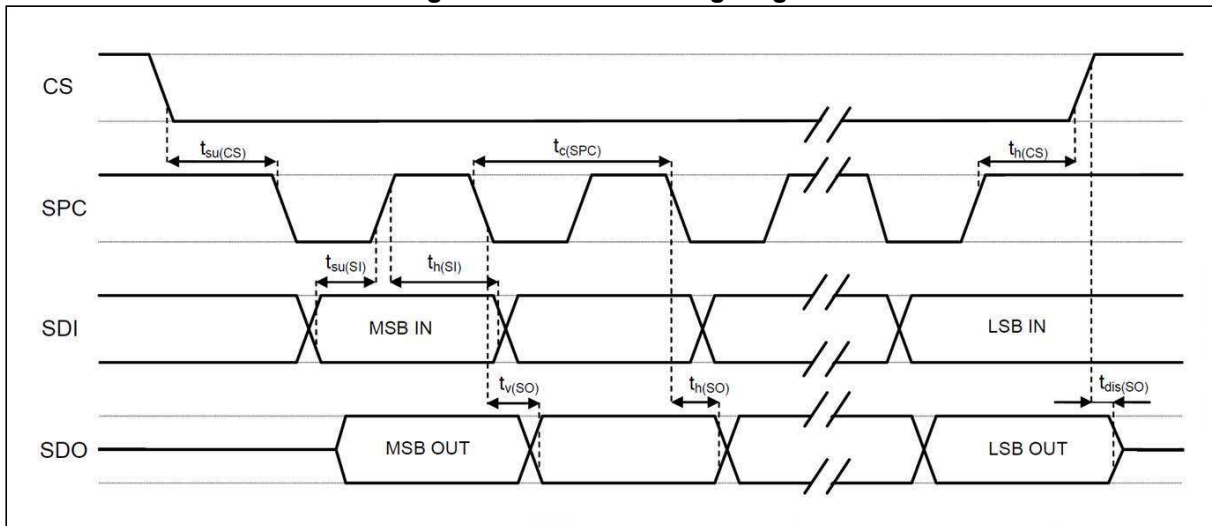 CS
t_su(CS)
t_c(SPC)
t_h(CS)
SPC
t_su(SI)
t_h(SI)
SDI
MSB IN
LSB IN
t_v(SO)
t_h(SO)
t_dis(SO)
SDO
MSB OUT
LSB OUT